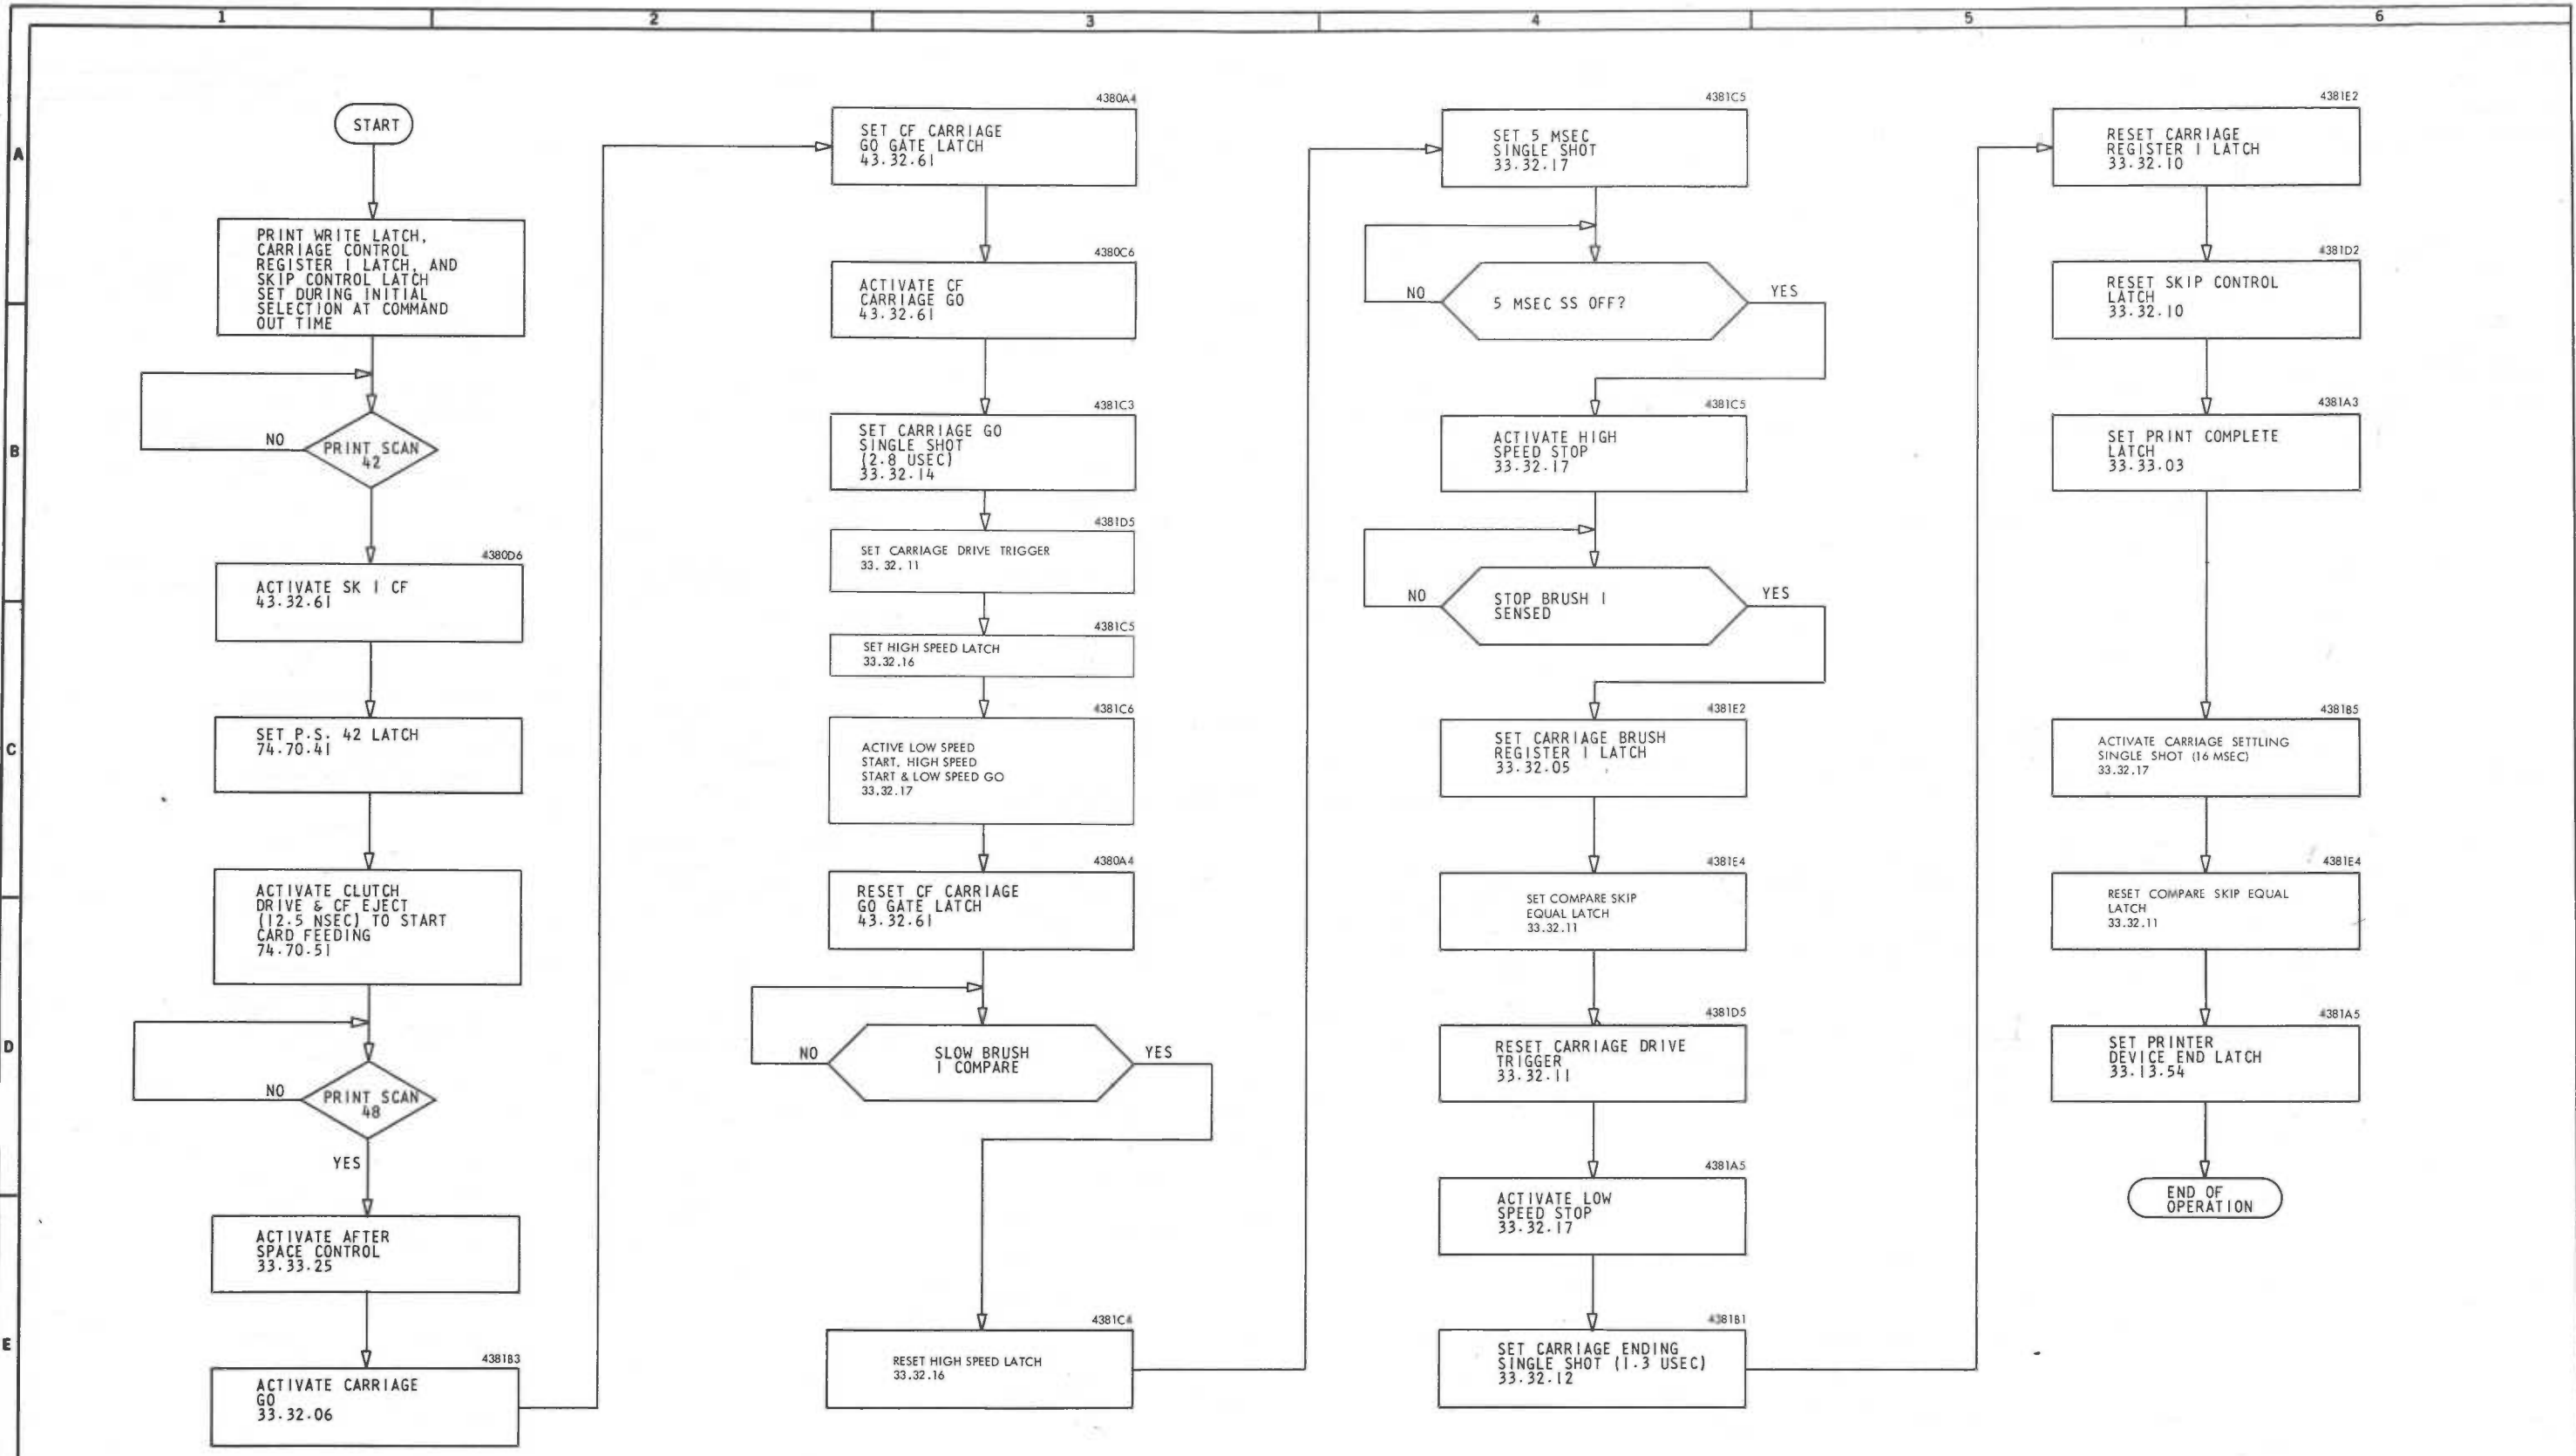 1
2
3
4
5
6
A
B
C
D
E
START
PRINT WRITE LATCH,
CARRIAGE CONTROL
REGISTER 1 LATCH, AND
SKIP CONTROL LATCH
SET DURING INITIAL
SELECTION AT COMMAND
OUT TIME
NO
PRINT SCAN
42
4380D6
ACTIVATE SK 1 CF
43.32.61
SET P.S. 42 LATCH
74.70.41
ACTIVATE CLUTCH
DRIVE & CF EJECT
(12.5 NSEC) TO START
CARD FEEDING
74.70.51
NO
PRINT SCAN
48
YES
ACTIVATE AFTER
SPACE CONTROL
33.33.25
4381B3
ACTIVATE CARRIAGE
GO
33.32.06
4380A4
SET CF CARRIAGE
GO GATE LATCH
43.32.61
4380C6
ACTIVATE CF
CARRIAGE GO
43.32.61
4381C3
SET CARRIAGE GO
SINGLE SHOT
(2.8 USEC)
33.32.14
4381D5
SET CARRIAGE DRIVE TRIGGER
33.32.11
4381C5
SET HIGH SPEED LATCH
33.32.16
4381C6
ACTIVE LOW SPEED
START, HIGH SPEED
START & LOW SPEED GO
33.32.17
4380A4
RESET CF CARRIAGE
GO GATE LATCH
43.32.61
NO
SLOW BRUSH
1 COMPARE
YES
4381C4
RESET HIGH SPEED LATCH
33.32.16
4381C5
SET 5 MSEC
SINGLE SHOT
33.32.17
NO
5 MSEC SS OFF?
YES
4381C5
ACTIVATE HIGH
SPEED STOP
33.32.17
NO
STOP BRUSH 1
SENSED
YES
4381E2
SET CARRIAGE BRUSH
REGISTER 1 LATCH
33.32.05
4381E4
SET COMPARE SKIP
EQUAL LATCH
33.32.11
4381D5
RESET CARRIAGE DRIVE
TRIGGER
33.32.11
4381A5
ACTIVATE LOW
SPEED STOP
33.32.17
4381B1
SET CARRIAGE ENDING
SINGLE SHOT (1.3 USEC)
33.32.12
4381E2
RESET CARRIAGE
REGISTER 1 LATCH
33.32.10
4381D2
RESET SKIP CONTROL
LATCH
33.32.10
4381A3
SET PRINT COMPLETE
LATCH
33.33.03
4381B5
ACTIVATE CARRIAGE SETTLING
SINGLE SHOT (16 MSEC)
33.32.17
4381E4
RESET COMPARE SKIP EQUAL
LATCH
33.32.11
4381A5
SET PRINTER
DEVICE END LATCH
33.13.54
END OF
OPERATION